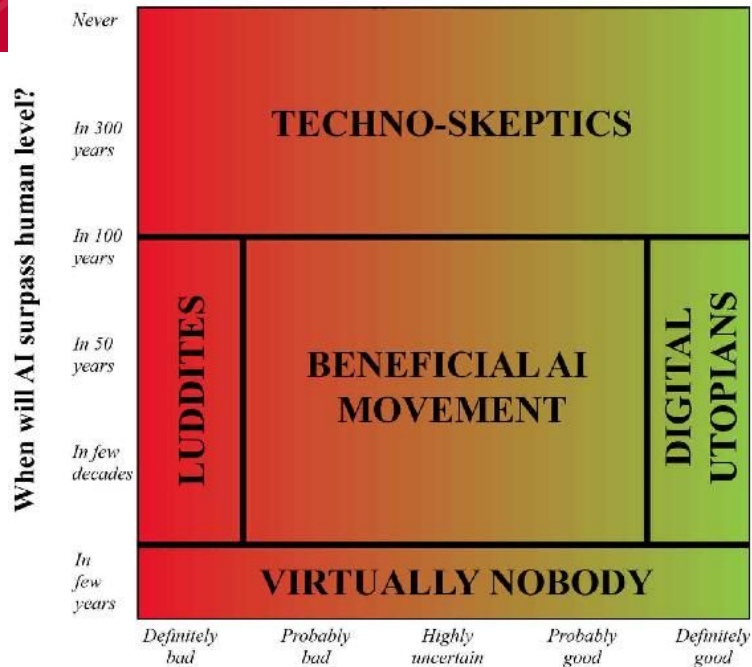 When will AI surpass human level?
Never
In 300
years
In 100
years
In 50
years
In few
decades
In
few
years
TECHNO-SKEPTICS
LUDDITES
BENEFICIAL AI
MOVEMENT
DIGITAL
UTOPIANS
VIRTUALLY NOBODY
Definitely
bad
Probably
bad
Highly
uncertain
Probably
good
Definitely
good